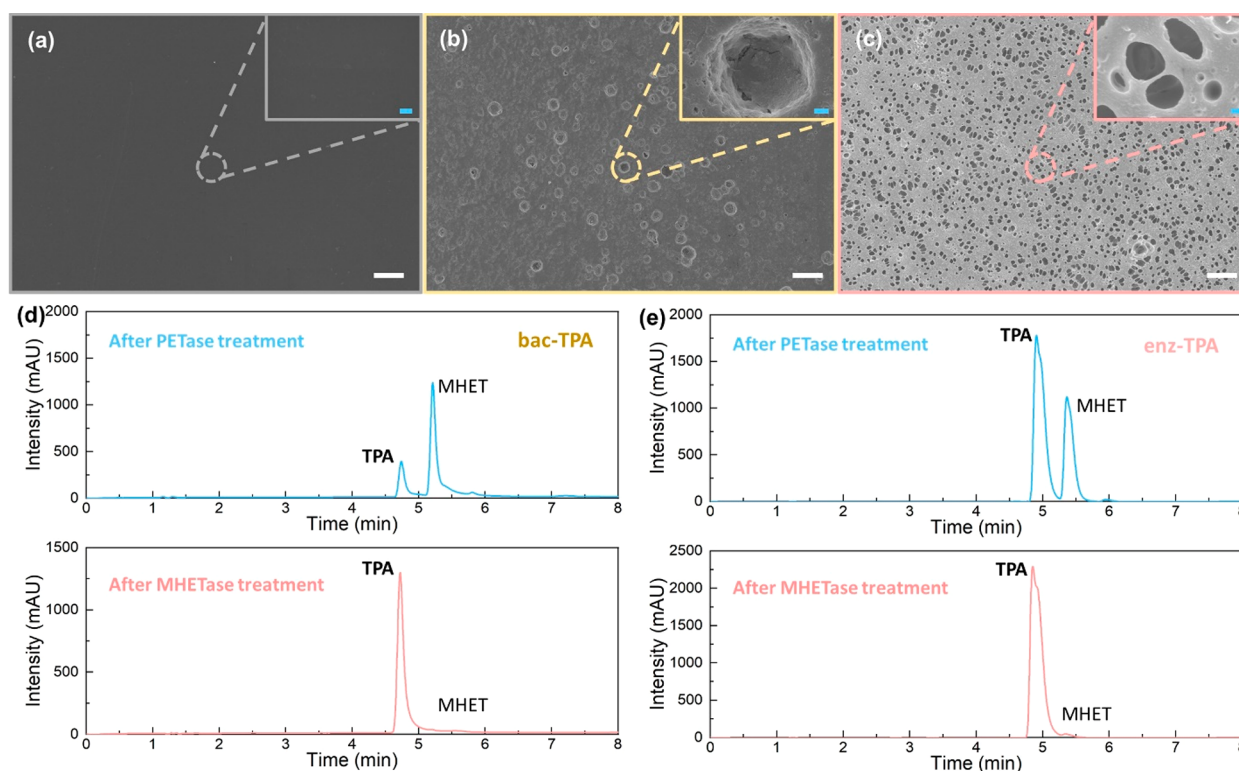 (a)
(b)
(c)
(d)
After PETase treatment
bac-TPA
TPA
MHET
Intensity (mAU)
2000
1500
1000
500
0
0 1 2 3 4 5 6 7 8
Time (min)
After MHETase treatment
TPA
MHET
Intensity (mAU)
1500
1000
500
0
0 1 2 3 4 5 6 7 8
Time (min)
(e)
After PETase treatment
enz-TPA
TPA
MHET
Intensity (mAU)
2000
1500
1000
500
0
0 1 2 3 4 5 6 7 8
Time (min)
After MHETase treatment
TPA
MHET
Intensity (mAU)
2500
2000
1500
1000
500
0
0 1 2 3 4 5 6 7 8
Time (min)